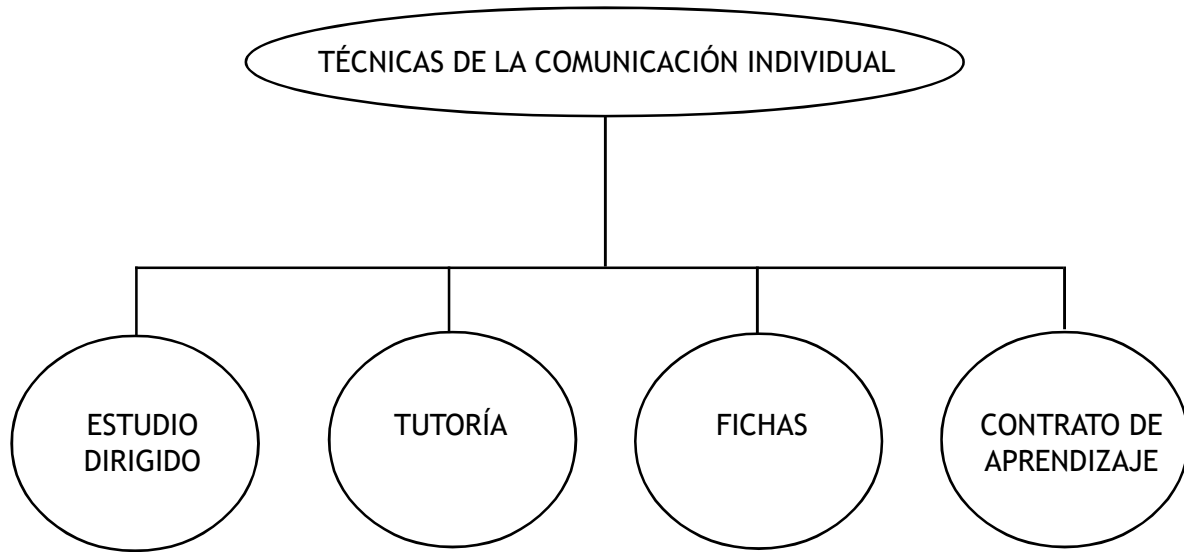 TÉCNICAS DE LA COMUNICACIÓN INDIVIDUAL
ESTUDIO
DIRIGIDO
TUTORÍA
FICHAS
CONTRATO DE
APRENDIZAJE